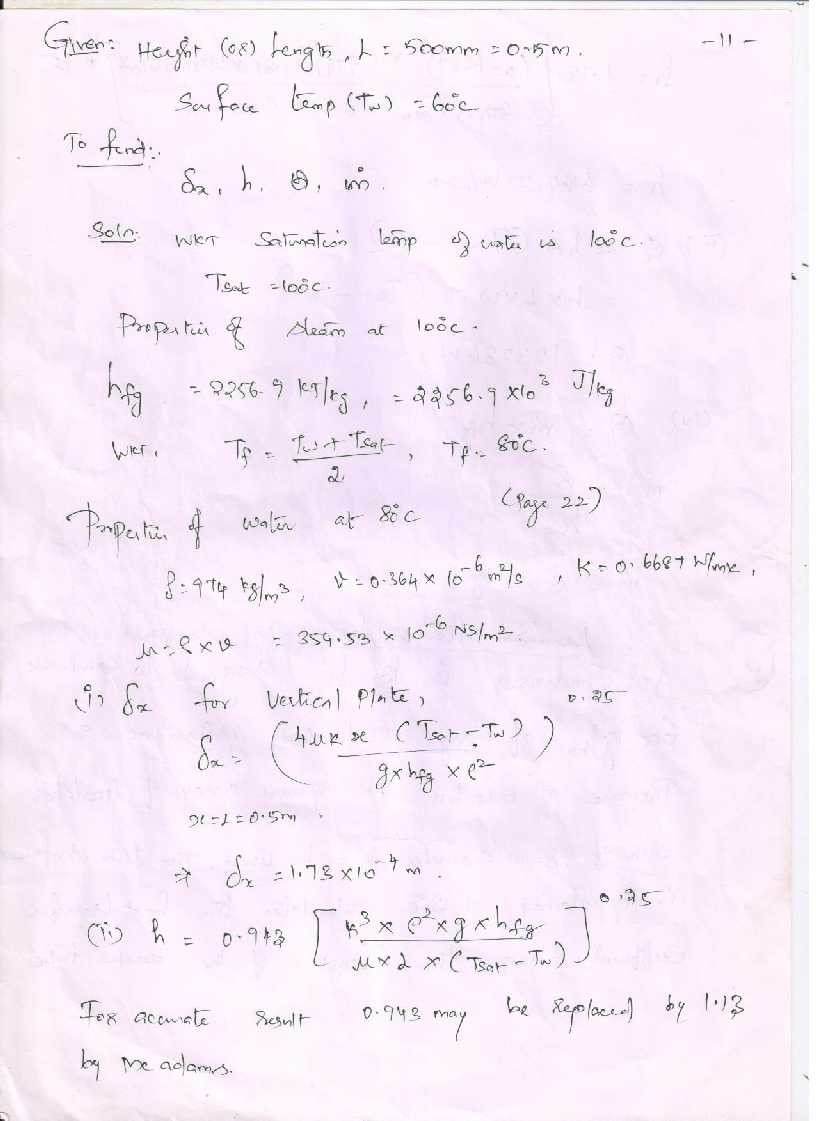 - 11 -
Given: Height (or) Length, L = 500mm = 0.5m.
Surface temp (Tw) = 60°C
To find:
δx, h, Q, ṁ.
Soln: WKT Saturation temp of water is 100°C.
Tsat = 100°C.
Properties of steam at 100°C.
hfg = 2256.9 kJ/kg, = 2256.9 x10³ J/kg
WKT, Tf = (Tw + Tsat)/2, Tf = 80°C.
Properties of water at 80°C (Page 22)
ρ = 974 kg/m³, ν = 0.364 x 10⁻⁶ m²/s, K = 0.6687 W/mk,
μ = ρ x ν = 354.53 x 10⁻⁶ NS/m².
(i) δx for Vertical Plate,
δx = (4μK x (Tsat - Tw) / g x hfg x ρ²)^0.25
x = L = 0.5m.
⇒ δx = 1.73 x10⁻⁴ m.
(ii) h = 0.943 [k³ x ρ² x g x hfg / μ x L x (Tsat - Tw)]^0.25
For accurate result 0.943 may be replaced by 1.13
by Mc adams.